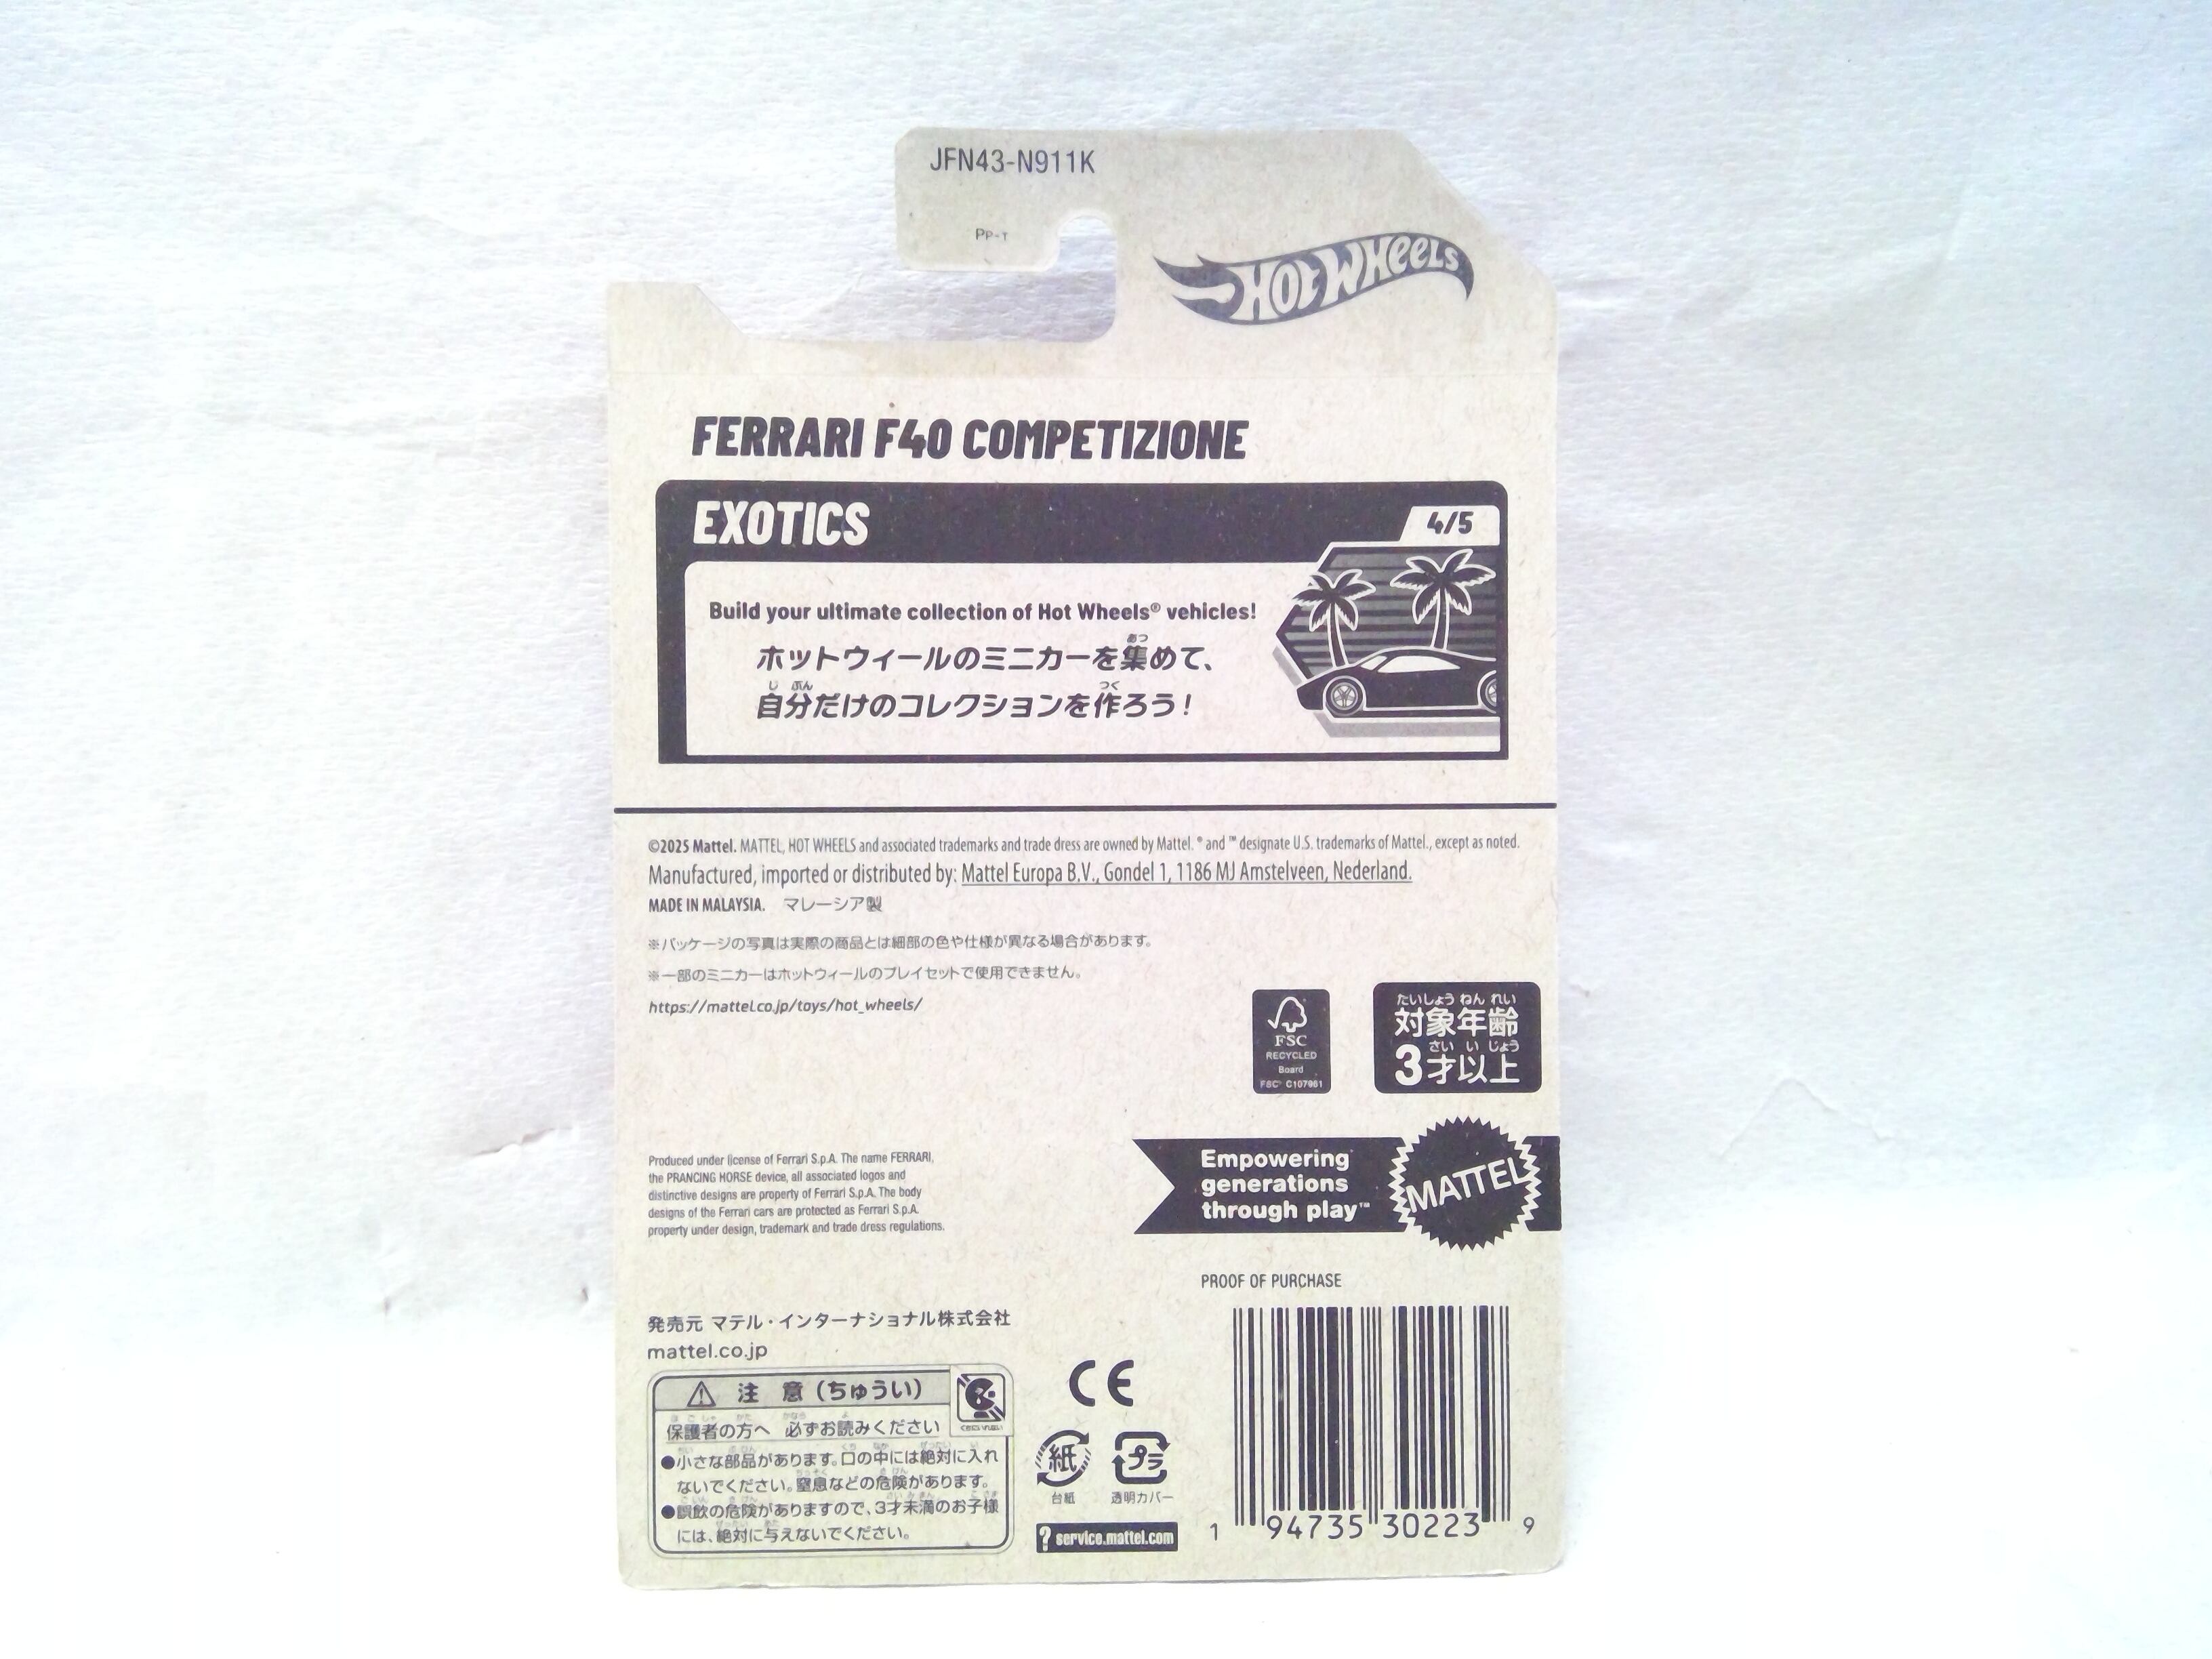 JFN43-N911K
PP-T
HOT WHEELS
FERRARI F40 COMPETIZIONE
EXOTICS
4/5
Build your ultimate collection of Hot Wheels® vehicles!
ホットウィールのミニカーを集めて、
自分だけのコレクションを作ろう!
©2025 Mattel. MATTEL, HOT WHEELS and associated trademarks and trade dress are owned by Mattel. ® and ™ designate U.S. trademarks of Mattel., except as noted.
Manufactured, imported or distributed by: Mattel Europa B.V., Gondel 1, 1186 MJ Amstelveen, Nederland.
MADE IN MALAYSIA. マレーシア製
※パッケージの写真は実際の商品とは細部の色や仕様が異なる場合があります。
※一部のミニカーはホットウィールのプレイセットで使用できません。
https://mattel.co.jp/toys/hot_wheels/
FSC
RECYCLED
Board
FSC® C107961
たいしょう ねん れい
対象年齢
さい い じょう
3才以上
Produced under license of Ferrari S.p.A. The name FERRARI,
the PRANCING HORSE device, all associated logos and
distinctive designs are property of Ferrari S.p.A. The body
designs of the Ferrari cars are protected as Ferrari S.p.A.
property under design, trademark and trade dress regulations.
Empowering
generations
through play™
MATTEL
PROOF OF PURCHASE
発売元 マテル・インターナショナル株式会社
mattel.co.jp
注 意(ちゅうい)
保護者の方へ 必ずお読みください
●小さな部品があります。口の中には絶対に入れ
ないでください。窒息などの危険があります。
●誤飲の危険がありますので、3才未満のお子様
には、絶対に与えないでください。
CE
紙
台紙
プラ
透明カバー
? service.mattel.com
1 94735 30223 9